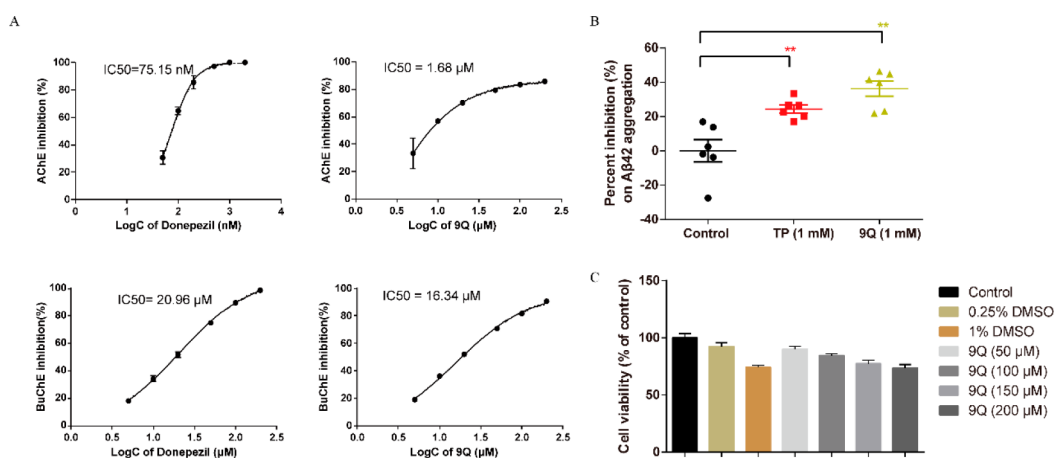 A
AChE inhibition (%)
100
80
60
40
20
0
IC50=75.15 nM
0
1
2
3
4
LogC of Donepezil (nM)
AChE inhibition (%)
100
80
60
40
20
0
IC50 = 1.68 µM
0.0
0.5
1.0
1.5
2.0
2.5
LogC of 9Q (µM)
BuChE inhibition(%)
100
80
60
40
20
0
IC50= 20.96 µM
0.0
0.5
1.0
1.5
2.0
2.5
LogC of Donepezil (µM)
BuChE inhibition(%)
100
80
60
40
20
0
IC50 = 16.34 µM
0.0
0.5
1.0
1.5
2.0
2.5
LogC of 9Q (µM)
B
Percent inhibition (%)
on Aβ42 aggregation
60
40
20
0
-20
-40
**
**
Control
TP (1 mM)
9Q (1 mM)
C
Cell viability (% of control)
150
100
50
0
Control
0.25% DMSO
1% DMSO
9Q (50 µM)
9Q (100 µM)
9Q (150 µM)
9Q (200 µM)